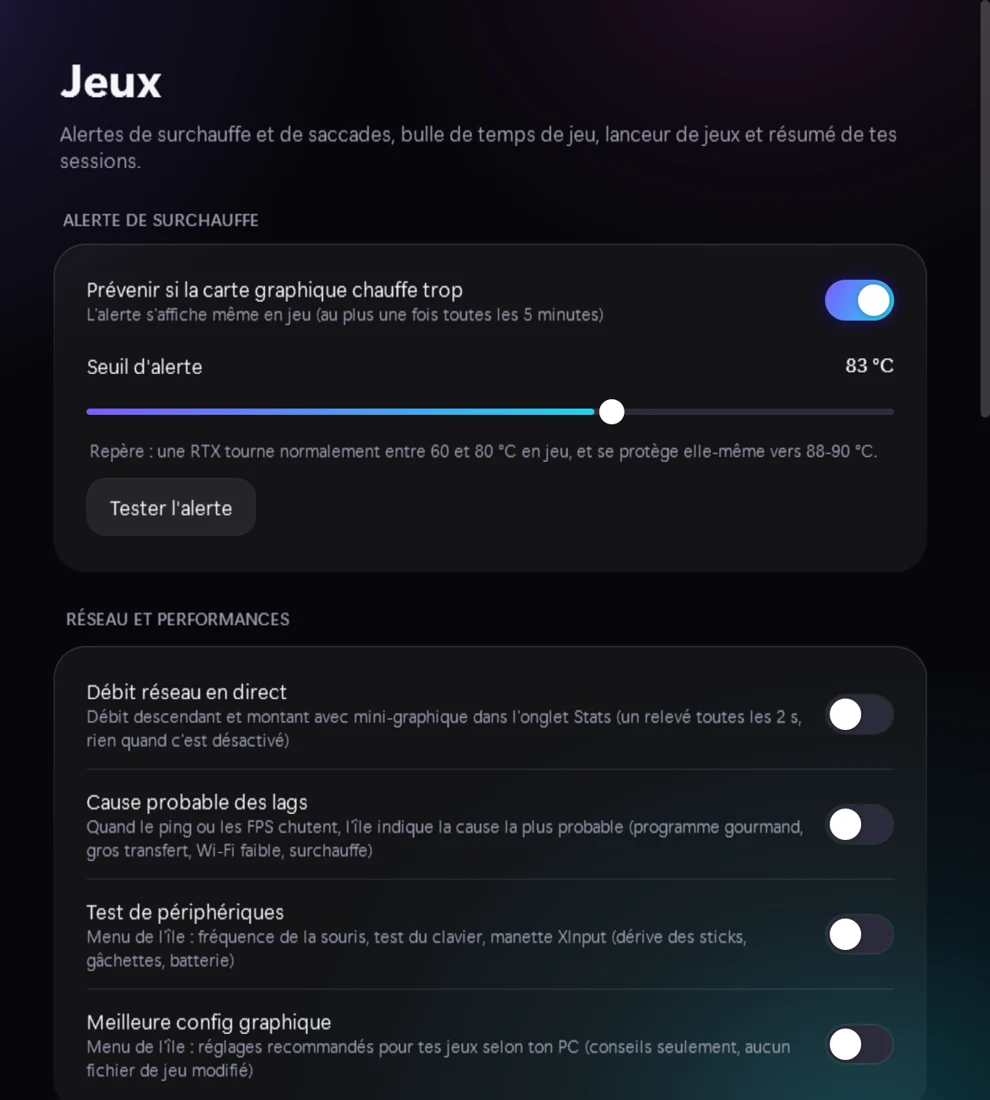 Jeux
Alertes de surchauffe et de saccades, bulle de temps de jeu, lanceur de jeux et résumé de tes
sessions.
ALERTE DE SURCHAUFFE
Prévenir si la carte graphique chauffe trop
L'alerte s'affiche même en jeu (au plus une fois toutes les 5 minutes)
Seuil d'alerte
83 °C
Repère : une RTX tourne normalement entre 60 et 80 °C en jeu, et se protège elle-même vers 88-90 °C.
Tester l'alerte
RÉSEAU ET PERFORMANCES
Débit réseau en direct
Débit descendant et montant avec mini-graphique dans l'onglet Stats (un relevé toutes les 2 s,
rien quand c'est désactivé)
Cause probable des lags
Quand le ping ou les FPS chutent, l'île indique la cause la plus probable (programme gourmand,
gros transfert, Wi-Fi faible, surchauffe)
Test de périphériques
Menu de l'île : fréquence de la souris, test du clavier, manette XInput (dérive des sticks,
gâchettes, batterie)
Meilleure config graphique
Menu de l'île : réglages recommandés pour tes jeux selon ton PC (conseils seulement, aucun
fichier de jeu modifié)